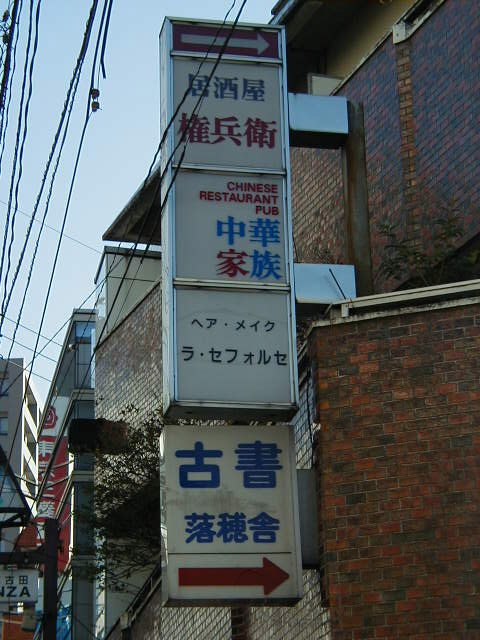 居酒屋
権兵衛
CHINESE
RESTAURANT
PUB
中華
家族
ヘア・メイク
ラ・セフォルセ
古書
落穂舎
古田
NZA